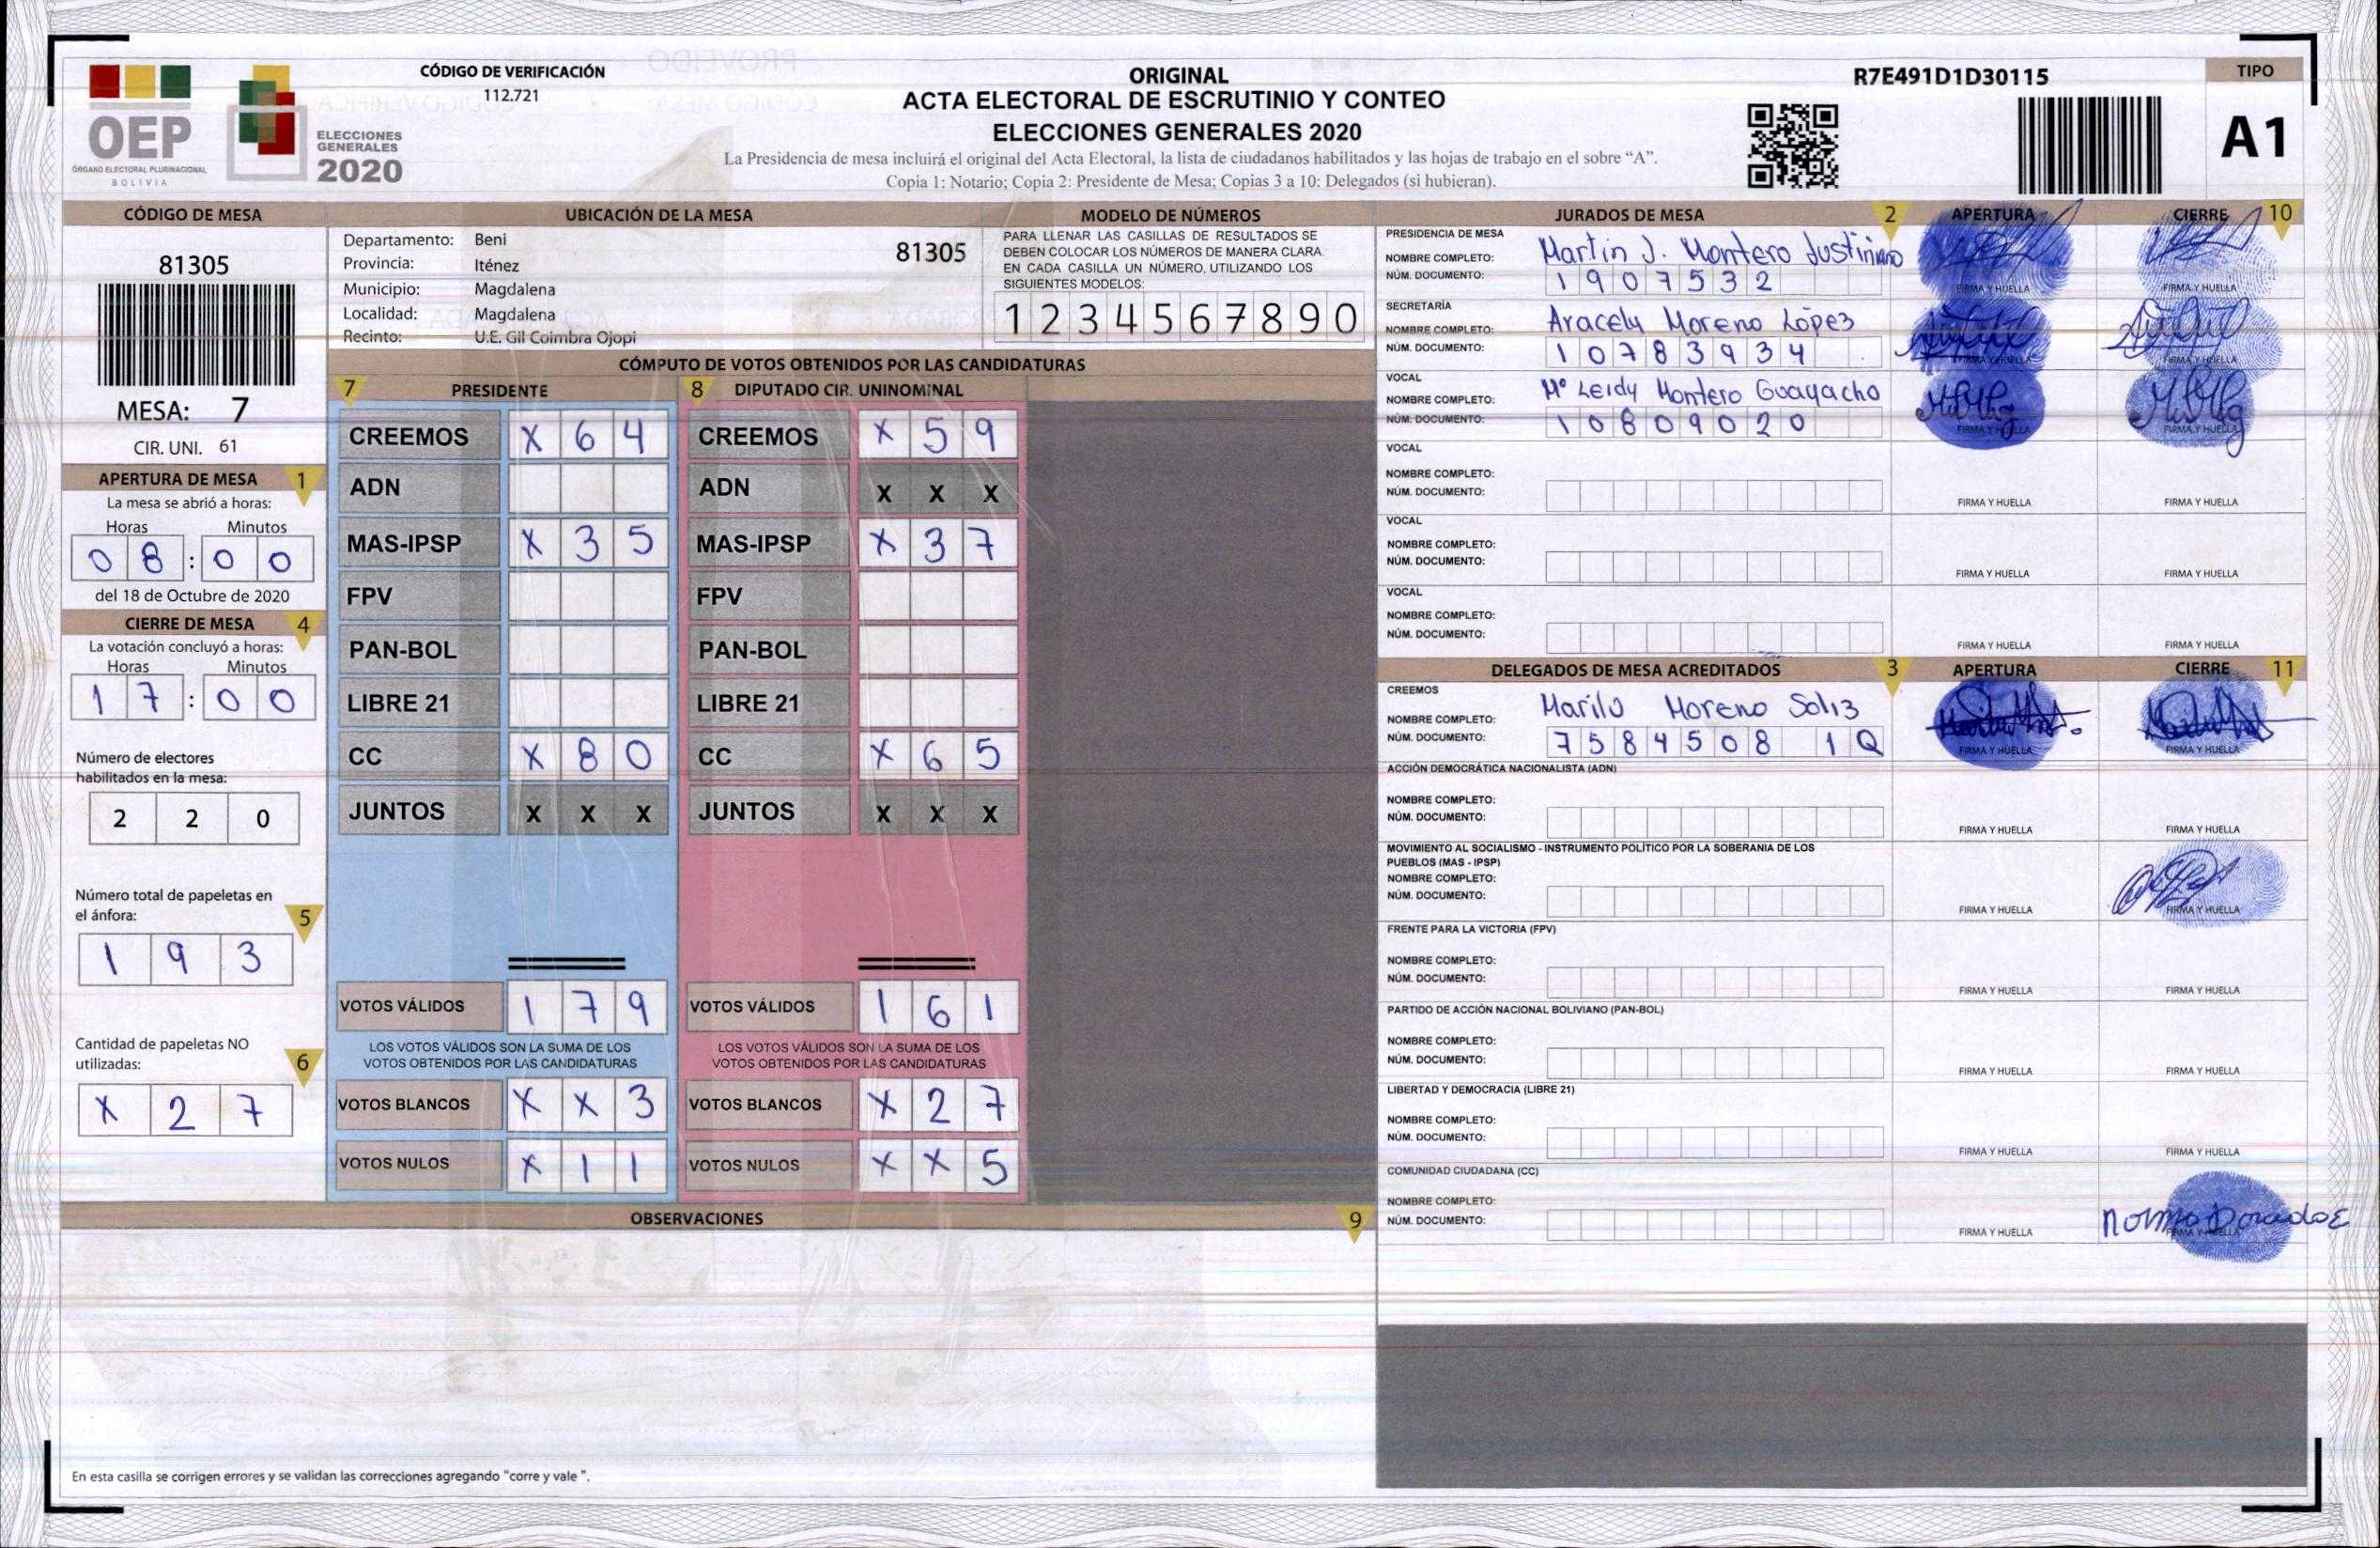 CÓDIGO DE VERIFICACIÓN
112.721
OEP
ÓRGANO ELECTORAL PLURINACIONAL
BOLIVIA
ELECCIONES
GENERALES
2020
ORIGINAL
ACTA ELECTORAL DE ESCRUTINIO Y CONTEO
ELECCIONES GENERALES 2020
La Presidencia de mesa incluirá el original del Acta Electoral, la lista de ciudadanos habilitados y las hojas de trabajo en el sobre “A”.
Copia 1: Notario; Copia 2: Presidente de Mesa; Copias 3 a 10: Delegados (si hubieran).
R7E491D1D30115
TIPO
A1
CÓDIGO DE MESA
81305
MESA: 7
CIR. UNI. 61
APERTURA DE MESA 1
La mesa se abrió a horas:
Horas Minutos
0 8 : 0 0
del 18 de Octubre de 2020
CIERRE DE MESA 4
La votación concluyó a horas:
Horas Minutos
1 7 : 0 0
Número de electores
habilitados en la mesa:
2 2 0
Número total de papeletas en
el ánfora: 5
1 9 3
Cantidad de papeletas NO
utilizadas: 6
X 2 7
UBICACIÓN DE LA MESA
Departamento: Beni
Provincia: Iténez
Municipio: Magdalena
Localidad: Magdalena
Recinto: U.E. Gil Coimbra Ojopi
81305
MODELO DE NÚMEROS
PARA LLENAR LAS CASILLAS DE RESULTADOS SE
DEBEN COLOCAR LOS NÚMEROS DE MANERA CLARA.
EN CADA CASILLA UN NÚMERO, UTILIZANDO LOS
SIGUIENTES MODELOS:
1 2 3 4 5 6 7 8 9 0
CÓMPUTO DE VOTOS OBTENIDOS POR LAS CANDIDATURAS
7 PRESIDENTE
CREEMOS X 6 4
ADN
MAS-IPSP X 3 5
FPV
PAN-BOL
LIBRE 21
CC X 8 0
JUNTOS X X X
VOTOS VÁLIDOS 1 7 9
LOS VOTOS VÁLIDOS SON LA SUMA DE LOS
VOTOS OBTENIDOS POR LAS CANDIDATURAS
VOTOS BLANCOS X X 3
VOTOS NULOS X 1 1
8 DIPUTADO CIR. UNINOMINAL
CREEMOS X 5 9
ADN X X X
MAS-IPSP X 3 7
FPV
PAN-BOL
LIBRE 21
CC X 6 5
JUNTOS X X X
VOTOS VÁLIDOS 1 6 1
LOS VOTOS VÁLIDOS SON LA SUMA DE LOS
VOTOS OBTENIDOS POR LAS CANDIDATURAS
VOTOS BLANCOS X 2 7
VOTOS NULOS X X 5
OBSERVACIONES 9
En esta casilla se corrigen errores y se validan las correcciones agregando "corre y vale ".
JURADOS DE MESA 2 APERTURA CIERRE 10
PRESIDENCIA DE MESA
NOMBRE COMPLETO: Martin J. Montero Justiniano
NÚM. DOCUMENTO: 1 9 0 7 5 3 2
FIRMA Y HUELLA FIRMA Y HUELLA
SECRETARÍA
NOMBRE COMPLETO: Aracely Moreno López
NÚM. DOCUMENTO: 1 0 7 8 3 9 3 4
FIRMA Y HUELLA FIRMA Y HUELLA
VOCAL
NOMBRE COMPLETO: Mª Leidy Montero Guayacho
NÚM. DOCUMENTO: 1 0 8 0 9 0 2 0
FIRMA Y HUELLA FIRMA Y HUELLA
VOCAL
NOMBRE COMPLETO:
NÚM. DOCUMENTO:
FIRMA Y HUELLA FIRMA Y HUELLA
VOCAL
NOMBRE COMPLETO:
NÚM. DOCUMENTO:
FIRMA Y HUELLA FIRMA Y HUELLA
VOCAL
NOMBRE COMPLETO:
NÚM. DOCUMENTO:
FIRMA Y HUELLA FIRMA Y HUELLA
DELEGADOS DE MESA ACREDITADOS 3 APERTURA CIERRE 11
CREEMOS
NOMBRE COMPLETO: Marilú Moreno Soliz
NÚM. DOCUMENTO: 7 5 8 4 5 0 8 1 Q
FIRMA Y HUELLA FIRMA Y HUELLA
ACCIÓN DEMOCRÁTICA NACIONALISTA (ADN)
NOMBRE COMPLETO:
NÚM. DOCUMENTO:
FIRMA Y HUELLA FIRMA Y HUELLA
MOVIMIENTO AL SOCIALISMO - INSTRUMENTO POLÍTICO POR LA SOBERANIA DE LOS
PUEBLOS (MAS - IPSP)
NOMBRE COMPLETO:
NÚM. DOCUMENTO:
FIRMA Y HUELLA FIRMA Y HUELLA
FRENTE PARA LA VICTORIA (FPV)
NOMBRE COMPLETO:
NÚM. DOCUMENTO:
FIRMA Y HUELLA FIRMA Y HUELLA
PARTIDO DE ACCIÓN NACIONAL BOLIVIANO (PAN-BOL)
NOMBRE COMPLETO:
NÚM. DOCUMENTO:
FIRMA Y HUELLA FIRMA Y HUELLA
LIBERTAD Y DEMOCRACIA (LIBRE 21)
NOMBRE COMPLETO:
NÚM. DOCUMENTO:
FIRMA Y HUELLA FIRMA Y HUELLA
COMUNIDAD CIUDADANA (CC)
NOMBRE COMPLETO:
NÚM. DOCUMENTO:
FIRMA Y HUELLA Norma Dorado E
FIRMA Y HUELLA